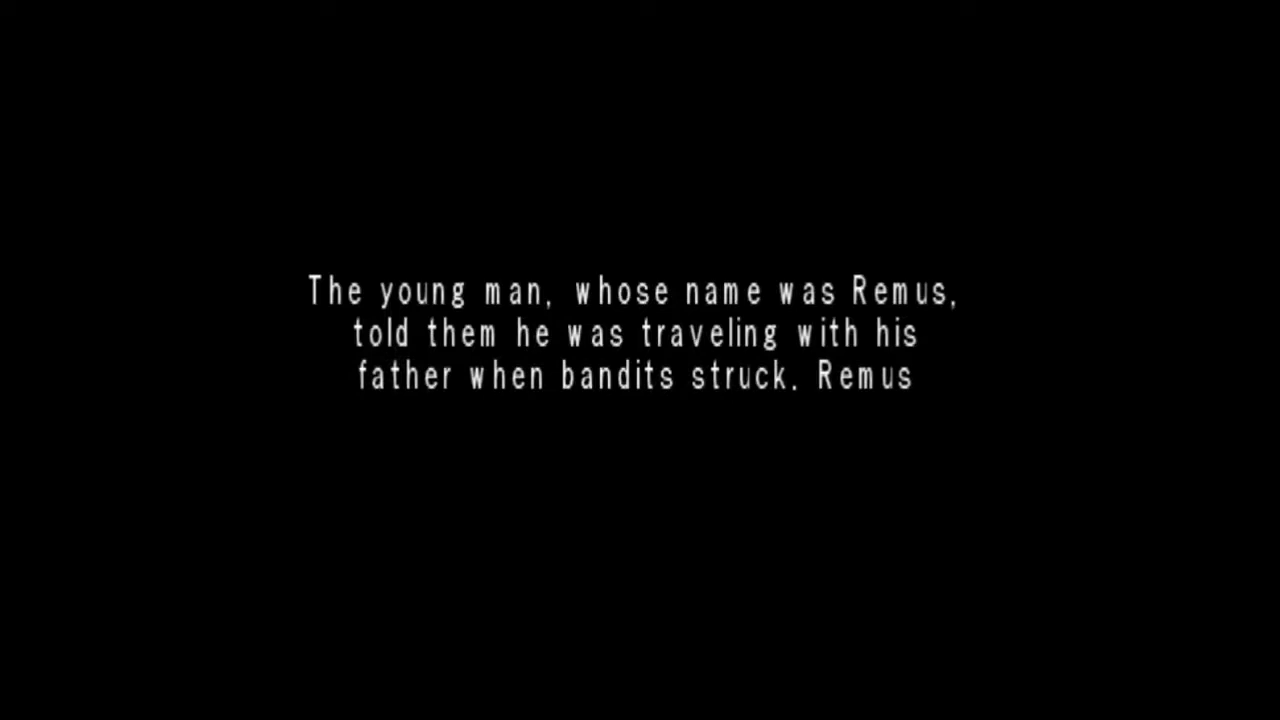 The young man, whose name was Remus,
told them he was traveling with his
father when bandits struck. Remus